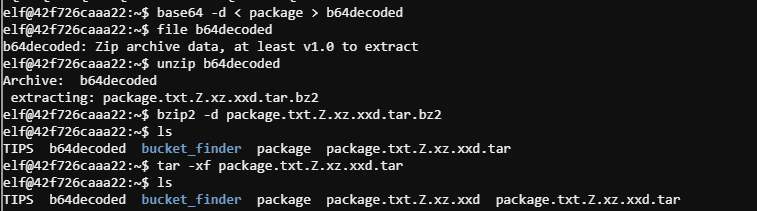 elf@42f726caaa22:~$ base64 -d < package > b64decoded
elf@42f726caaa22:~$ file b64decoded
b64decoded: Zip archive data, at least v1.0 to extract
elf@42f726caaa22:~$ unzip b64decoded
Archive:  b64decoded
 extracting: package.txt.Z.xz.xxd.tar.bz2
elf@42f726caaa22:~$ bzip2 -d package.txt.Z.xz.xxd.tar.bz2
elf@42f726caaa22:~$ ls
TIPS  b64decoded  bucket_finder  package  package.txt.Z.xz.xxd.tar
elf@42f726caaa22:~$ tar -xf package.txt.Z.xz.xxd.tar
elf@42f726caaa22:~$ ls
TIPS  b64decoded  bucket_finder  package  package.txt.Z.xz.xxd  package.txt.Z.xz.xxd.tar